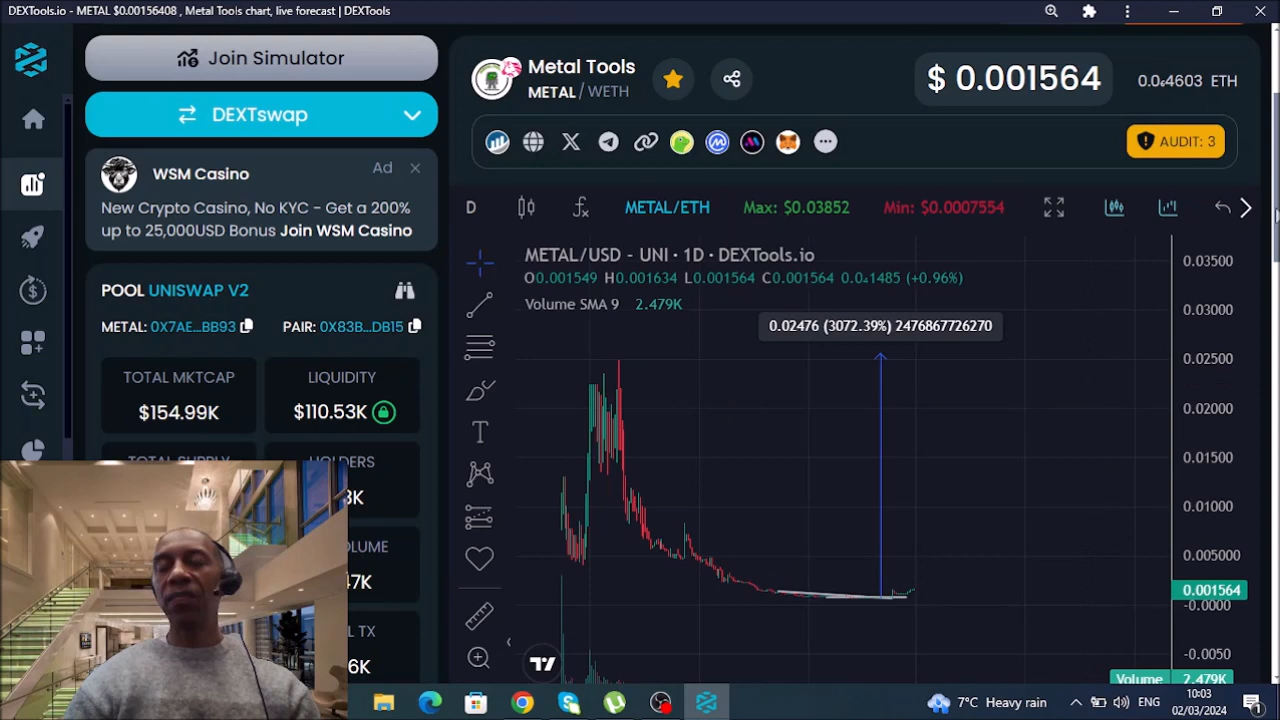 DEXTools.io - METAL $0.00156408 , Metal Tools chart, live forecast | DEXTools
Join Simulator
DEXTswap
WSM Casino
Ad
New Crypto Casino, No KYC - Get a 200%
up to 25,000USD Bonus Join WSM Casino
POOL UNISWAP V2
METAL: 0X7AE...BB93
PAIR: 0X83B...DB15
TOTAL MKTCAP
$154.99K
LIQUIDITY
$110.53K
HOLDERS
Metal Tools
METAL / WETH
$ 0.001564
0.0₆4603 ETH
AUDIT: 3
D
METAL/ETH
Max: $0.03852
Min: $0.0007554
METAL/USD - UNI · 1D · DEXTools.io
O0.001549 H0.001634 L0.001564 C0.001564 0.0₄1485 (+0.96%)
Volume SMA 9 2.479K
0.02476 (3072.39%) 2476867726270
0.03500
0.03000
0.02500
0.02000
0.01500
0.01000
0.005000
0.001564
-0.0000
-0.0050
Volume 2.479K
7°C Heavy rain
ENG
10:03
02/03/2024